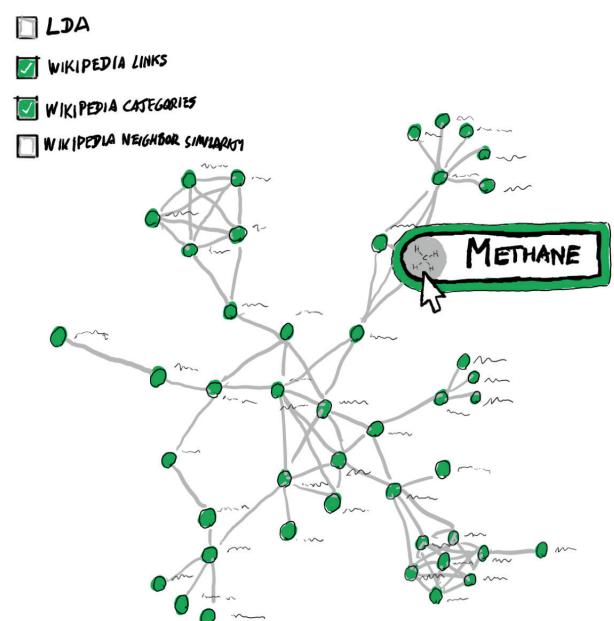 LDA
WIKIPEDIA LINKS
WIKIPEDIA CATEGORIES
WIKIPEDIA NEIGHBOR SIMILARITY
METHANE
H
C H
H H